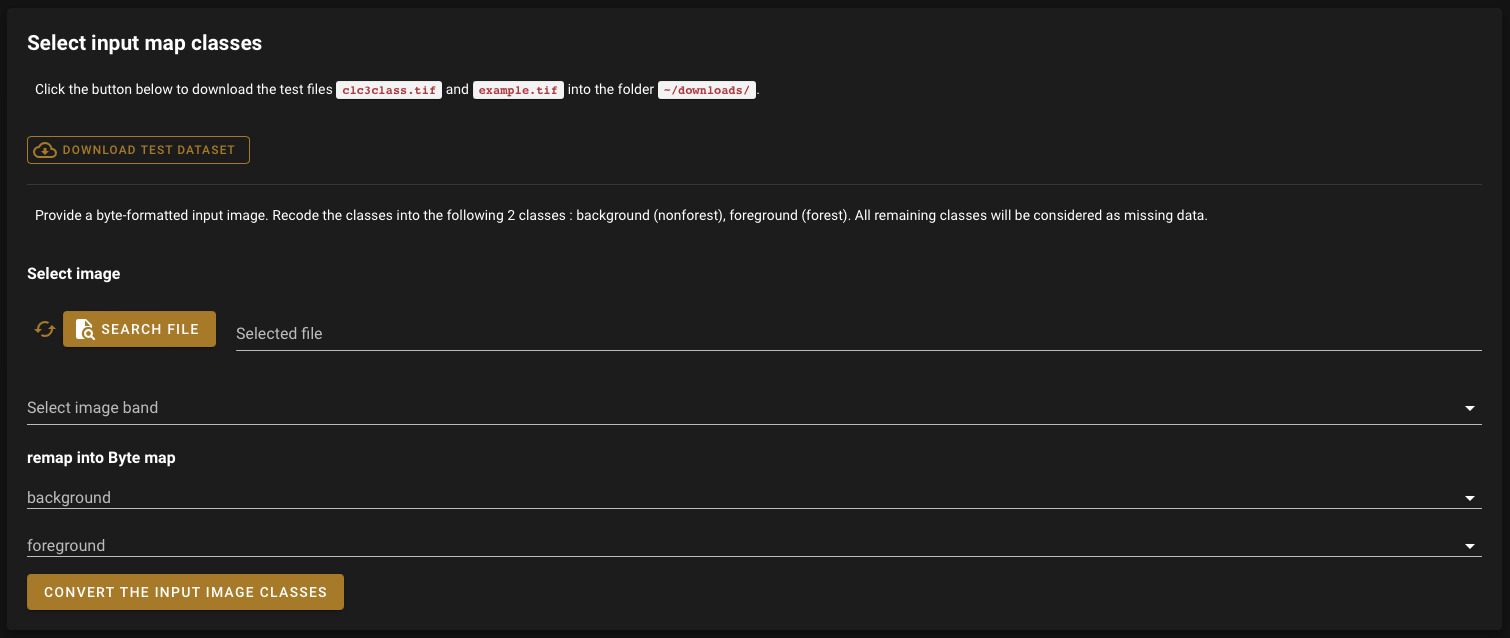 Select input map classes
Click the button below to download the test files clc3class.tif and example.tif into the folder ~/downloads/.
DOWNLOAD TEST DATASET
Provide a byte-formatted input image. Recode the classes into the following 2 classes : background (nonforest), foreground (forest). All remaining classes will be considered as missing data.
Select image
SEARCH FILE
Selected file
Select image band
remap into Byte map
background
foreground
CONVERT THE INPUT IMAGE CLASSES